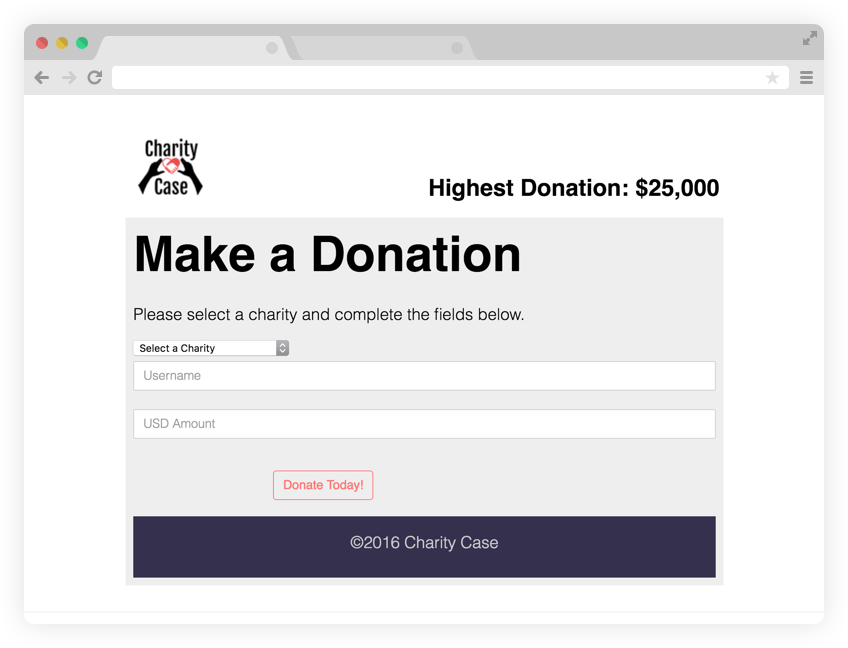 Charity
Case
Highest Donation: $25,000
Make a Donation
Please select a charity and complete the fields below.
Select a Charity
Username
USD Amount
Donate Today!
©2016 Charity Case